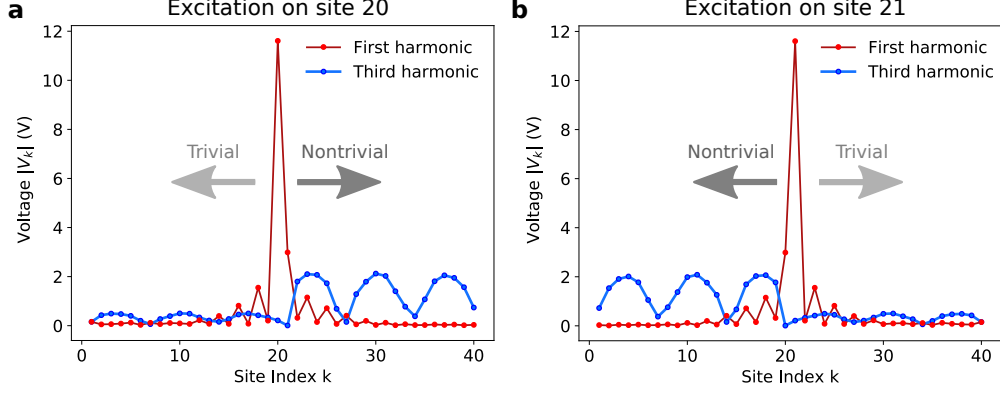 a
Excitation on site 20
12
10
8
6
4
2
0
Voltage |Vk| (V)
First harmonic
Third harmonic
Trivial
Nontrivial
0
10
20
30
40
Site Index k
b
Excitation on site 21
12
10
8
6
4
2
0
Voltage |Vk| (V)
First harmonic
Third harmonic
Nontrivial
Trivial
0
10
20
30
40
Site Index k